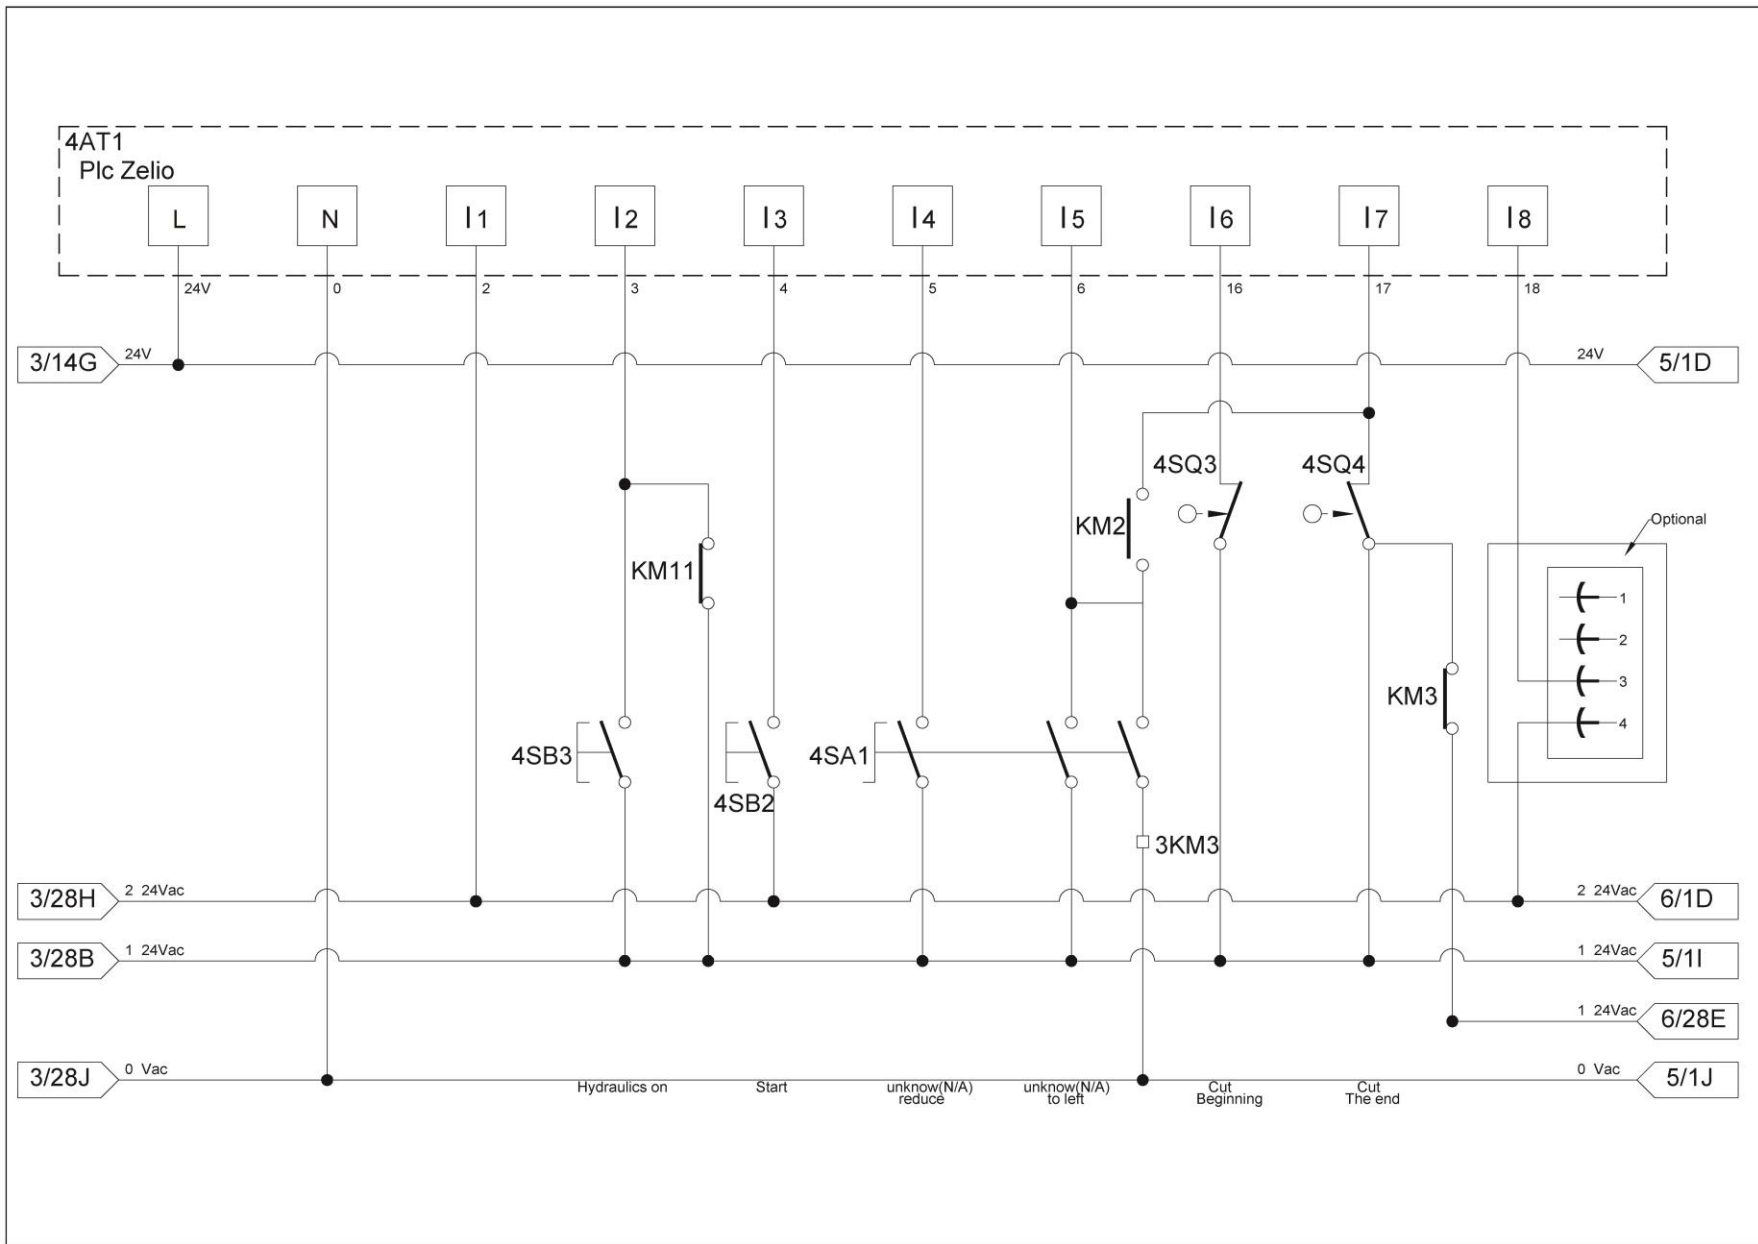 4AT1
Plc Zelio
L N I1 I2 I3 I4 I5 I6 I7 I8
24V 0 2 3 4 5 6 16 17 18
3/14G 24V 24V 5/1D
4SQ3 4SQ4
KM2
Optional
KM11
1
2
3
KM3
4
4SB3 4SA1
4SB2
3KM3
3/28H 2 24Vac 2 24Vac 6/1D
3/28B 1 24Vac 1 24Vac 5/1I
1 24Vac 6/28E
3/28J 0 Vac 0 Vac 5/1J
Hydraulics on Start unknow(N/A) unknow(N/A) Cut Cut
reduce to left Beginning The end